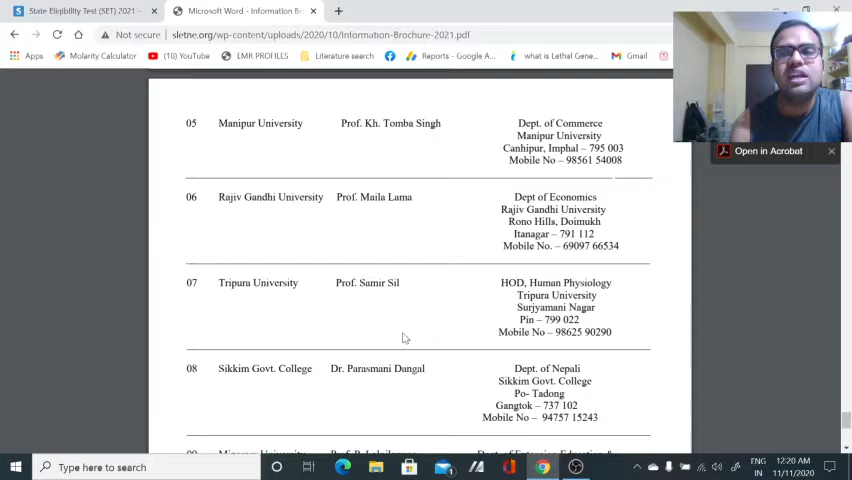 State Eligibility Test (SET) 2021 –
Microsoft Word - Information Bro
Not secure | sletne.org/wp-content/uploads/2020/10/Information-Brochure-2021.pdf
Apps Molarity Calculator (10) YouTube LMR PROFILES Literature search Reports - Google A... what is Lethal Gene... Gmail
Open in Acrobat
05 Manipur University Prof. Kh. Tomba Singh Dept. of Commerce
Manipur University
Canhipur, Imphal – 795 003
Mobile No – 98561 54008
06 Rajiv Gandhi University Prof. Maila Lama Dept of Economics
Rajiv Gandhi University
Rono Hills, Doimukh
Itanagar – 791 112
Mobile No. – 69097 66534
07 Tripura University Prof. Samir Sil HOD, Human Physiology
Tripura University
Surjyamani Nagar
Pin – 799 022
Mobile No – 98625 90290
08 Sikkim Govt. College Dr. Parasmani Dangal Dept. of Nepali
Sikkim Govt. College
Po- Tadong
Gangtok – 737 102
Mobile No – 94757 15243
Type here to search
ENG 12:20 AM
IN 11/11/2020